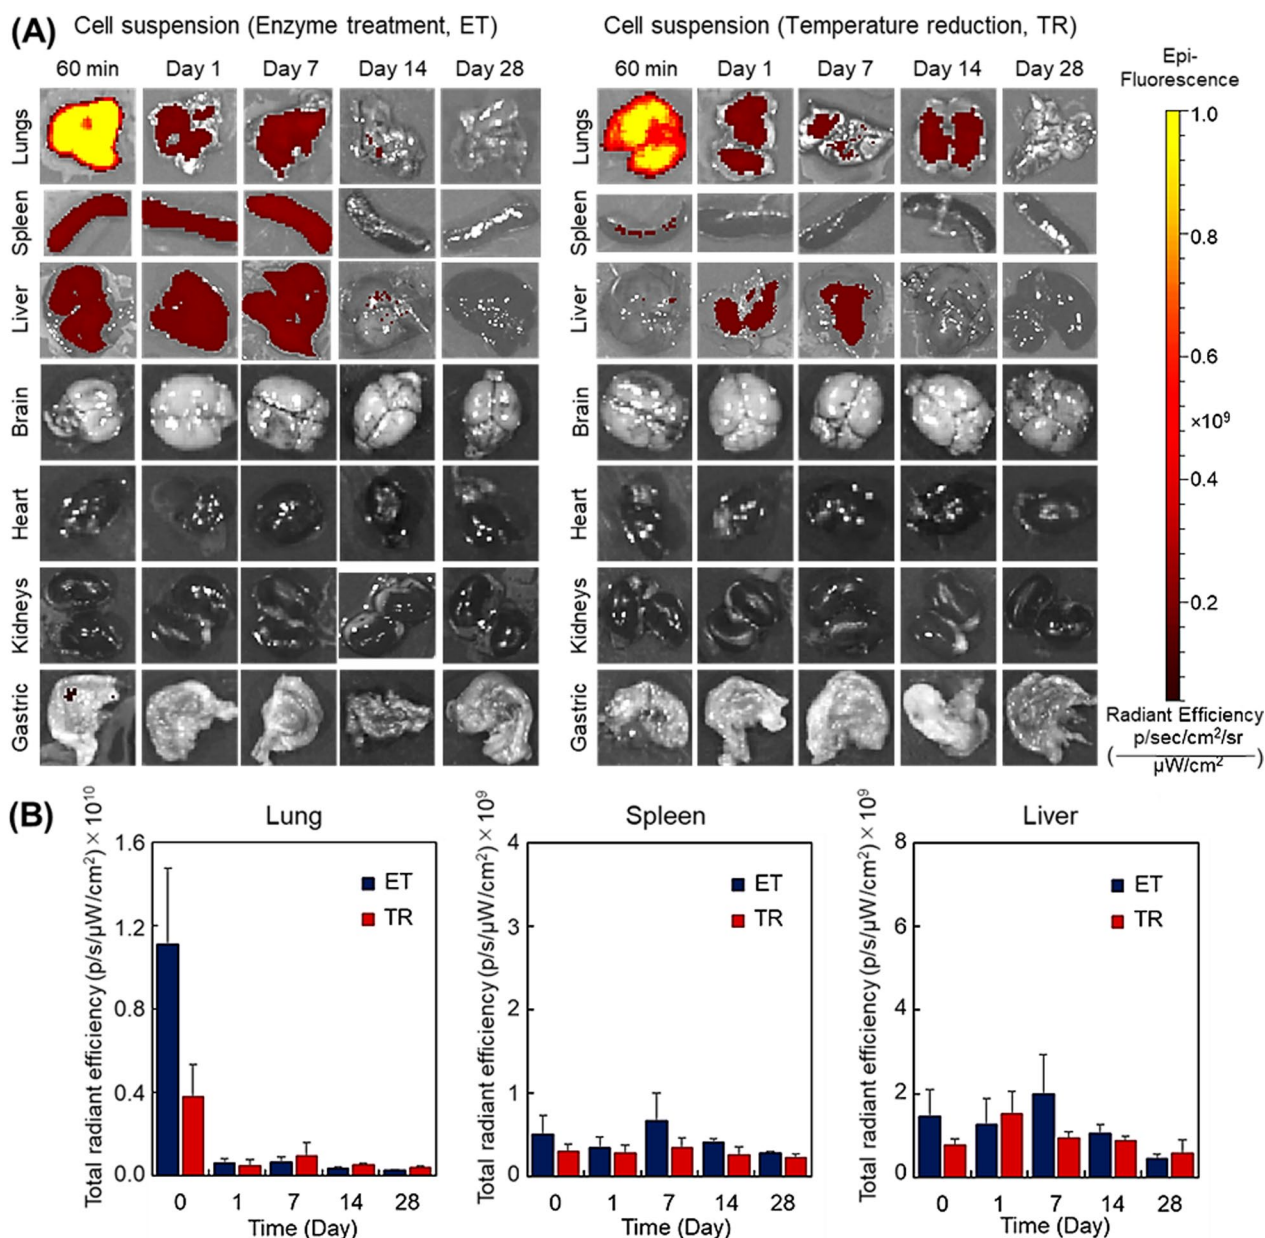 (A) Cell suspension (Enzyme treatment, ET) Cell suspension (Temperature reduction, TR)
60 min Day 1 Day 7 Day 14 Day 28 60 min Day 1 Day 7 Day 14 Day 28
Lungs Lungs
Spleen Spleen
Liver Liver
Brain Brain
Heart Heart
Kidneys Kidneys
Gastric Gastric
Epi-
Fluorescence
1.0
0.8
0.6
×10⁹
0.4
0.2
Radiant Efficiency
p/sec/cm²/sr
( )
µW/cm²
(B)
Lung
Total radiant efficiency (p/s/µW/cm²) × 10¹⁰
1.6
1.2
0.8
0.4
0.0
ET
TR
0 1 7 14 28
Time (Day)
Spleen
Total radiant efficiency (p/s/µW/cm²) × 10⁹
4
3
2
1
0
ET
TR
0 1 7 14 28
Time (Day)
Liver
Total radiant efficiency (p/s/µW/cm²) × 10⁹
8
6
4
2
0
ET
TR
0 1 7 14 28
Time (Day)